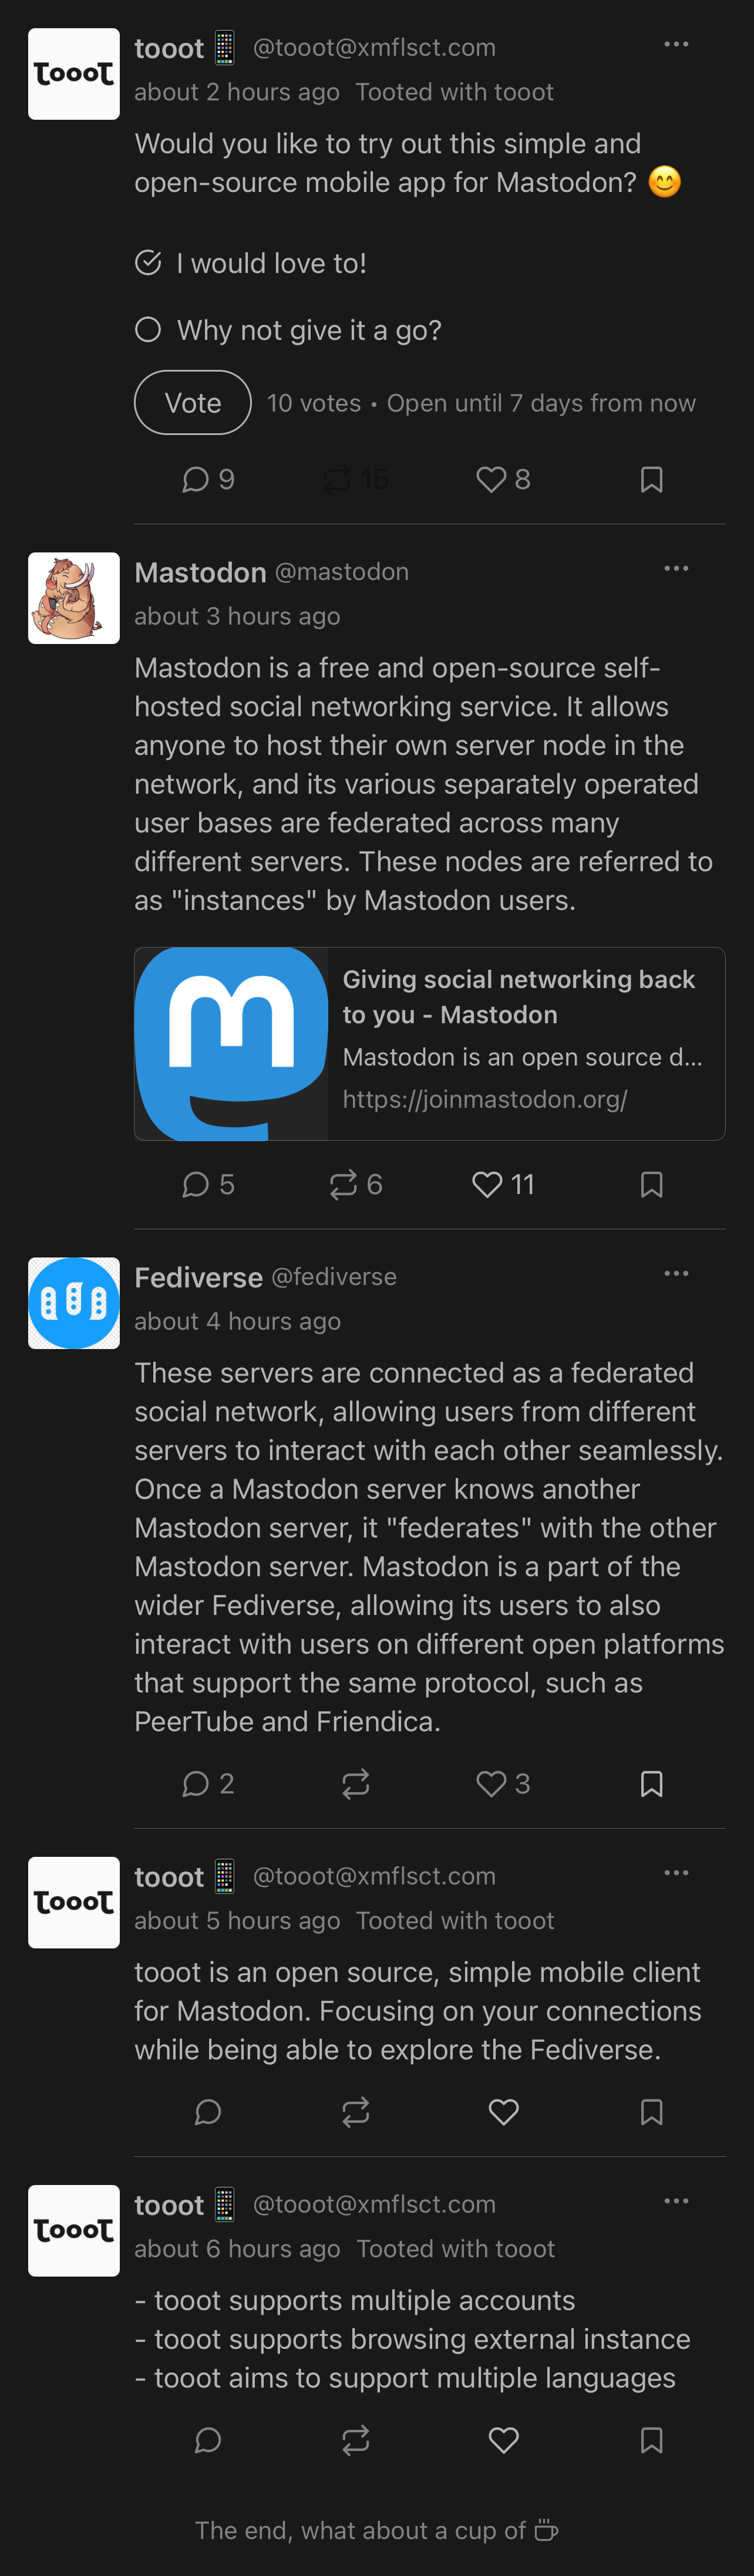 tooot
tooot 📱 @tooot@xmflsct.com
about 2 hours ago Tooted with tooot
Would you like to try out this simple and
open-source mobile app for Mastodon? 😊
I would love to!
Why not give it a go?
Vote 10 votes • Open until 7 days from now
9 15 8
Mastodon @mastodon
about 3 hours ago
Mastodon is a free and open-source self-
hosted social networking service. It allows
anyone to host their own server node in the
network, and its various separately operated
user bases are federated across many
different servers. These nodes are referred to
as "instances" by Mastodon users.
m
Giving social networking back
to you - Mastodon
Mastodon is an open source d...
https://joinmastodon.org/
5 6 11
Fediverse @fediverse
about 4 hours ago
These servers are connected as a federated
social network, allowing users from different
servers to interact with each other seamlessly.
Once a Mastodon server knows another
Mastodon server, it "federates" with the other
Mastodon server. Mastodon is a part of the
wider Fediverse, allowing its users to also
interact with users on different open platforms
that support the same protocol, such as
PeerTube and Friendica.
2 3
tooot
tooot 📱 @tooot@xmflsct.com
about 5 hours ago Tooted with tooot
tooot is an open source, simple mobile client
for Mastodon. Focusing on your connections
while being able to explore the Fediverse.
tooot
tooot 📱 @tooot@xmflsct.com
about 6 hours ago Tooted with tooot
- tooot supports multiple accounts
- tooot supports browsing external instance
- tooot aims to support multiple languages
The end, what about a cup of